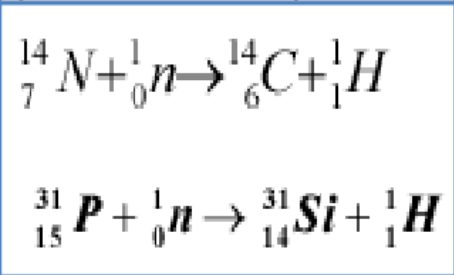 ¹⁴₇N+¹₀n→¹⁴₆C+¹₁H
³¹₁₅P + ¹₀n → ³¹₁₄Si + ¹₁H